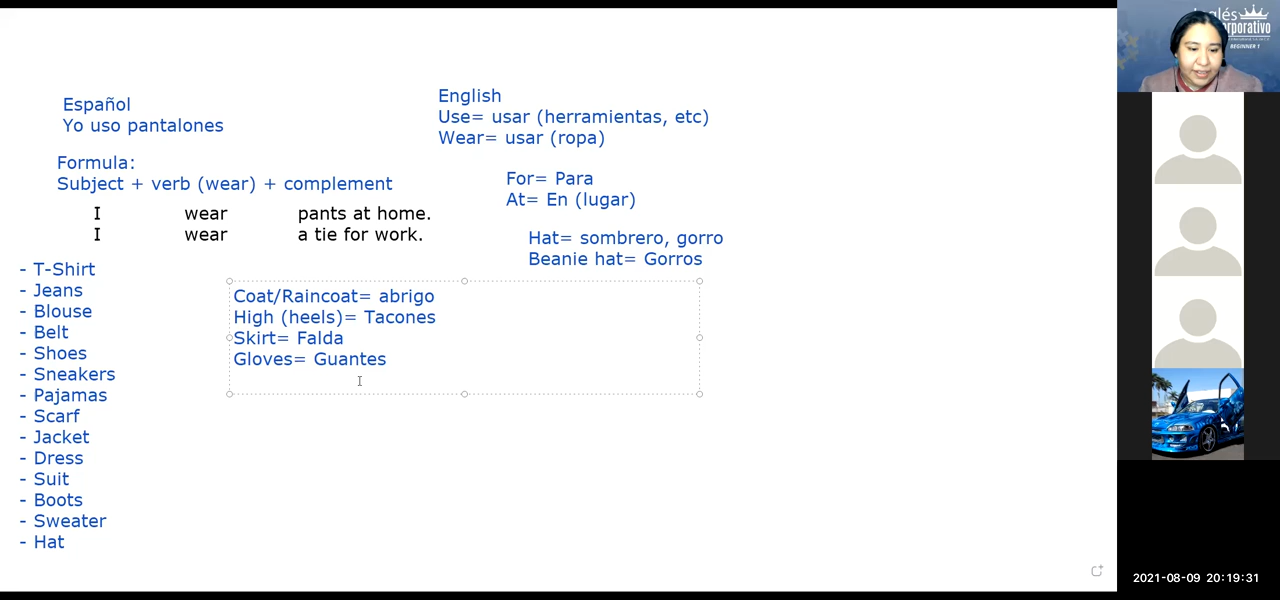 Español
Yo uso pantalones
English
Use= usar (herramientas, etc)
Wear= usar (ropa)
Formula:
Subject + verb (wear) + complement
For= Para
At= En (lugar)
I wear pants at home.
I wear a tie for work.
Hat= sombrero, gorro
Beanie hat= Gorros
- T-Shirt
- Jeans
- Blouse
- Belt
- Shoes
- Sneakers
- Pajamas
- Scarf
- Jacket
- Dress
- Suit
- Boots
- Sweater
- Hat
Coat/Raincoat= abrigo
High (heels)= Tacones
Skirt= Falda
Gloves= Guantes
BEGINNER 1
2021-08-09 20:19:31